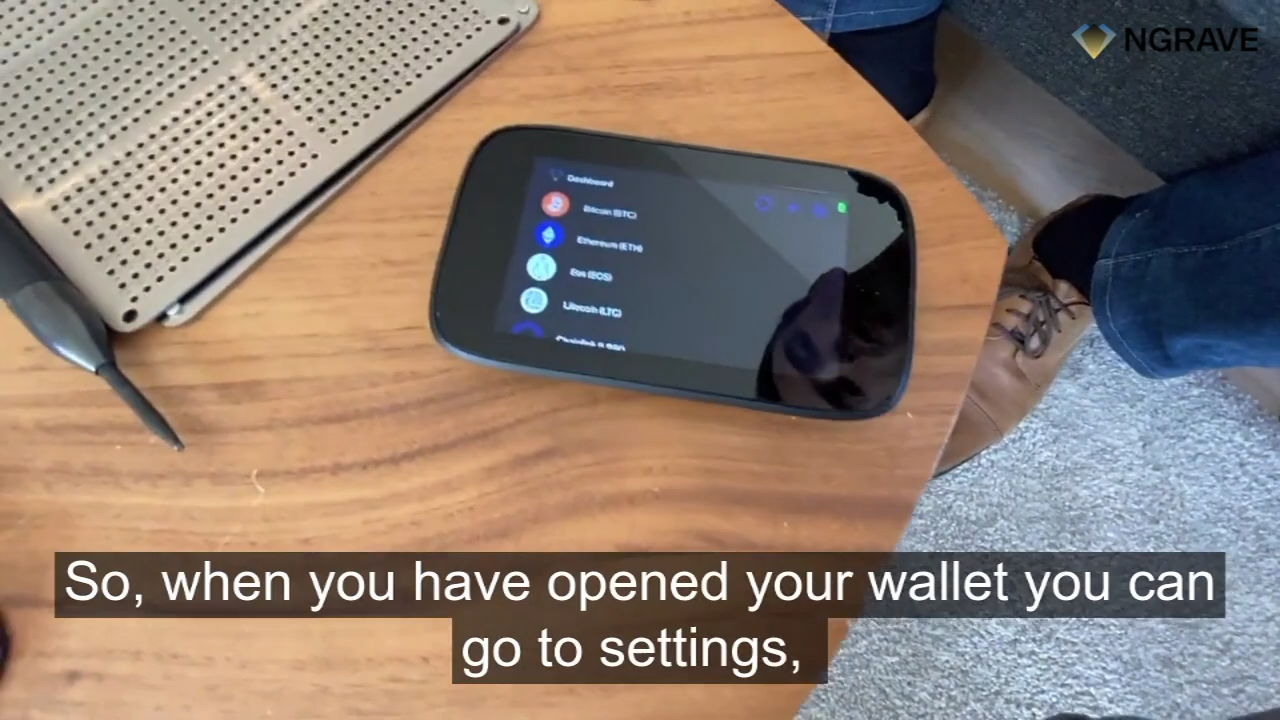 NGRAVE
Dashboard
Bitcoin (BTC)
Ethereum (ETH)
Eos (EOS)
Litecoin (LTC)
So, when you have opened your wallet you can
go to settings,